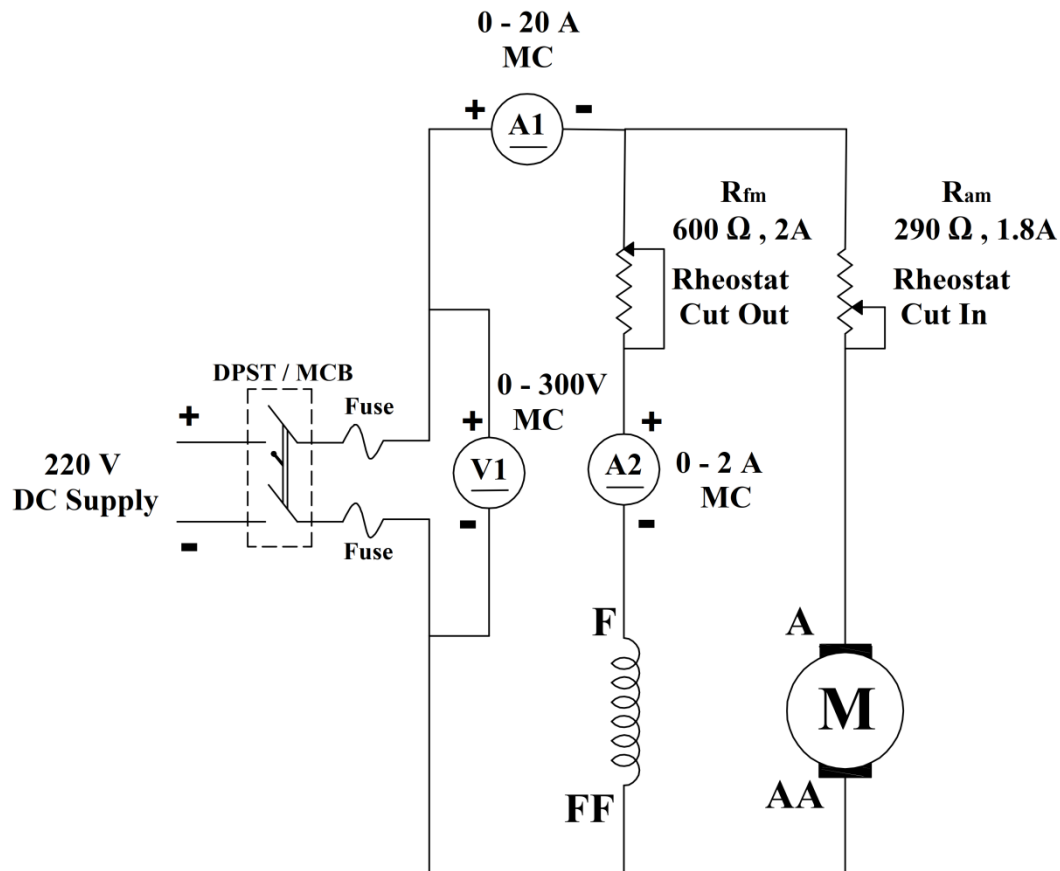 0 - 20 A
MC
+ A1 -
Rfm
600 Ω , 2A
Rheostat
Cut Out
Ram
290 Ω , 1.8A
Rheostat
Cut In
DPST / MCB
Fuse
+
220 V
DC Supply
-
Fuse
0 - 300V
MC
+
V1
-
+
A2
-
0 - 2 A
MC
F
FF
A
M
AA